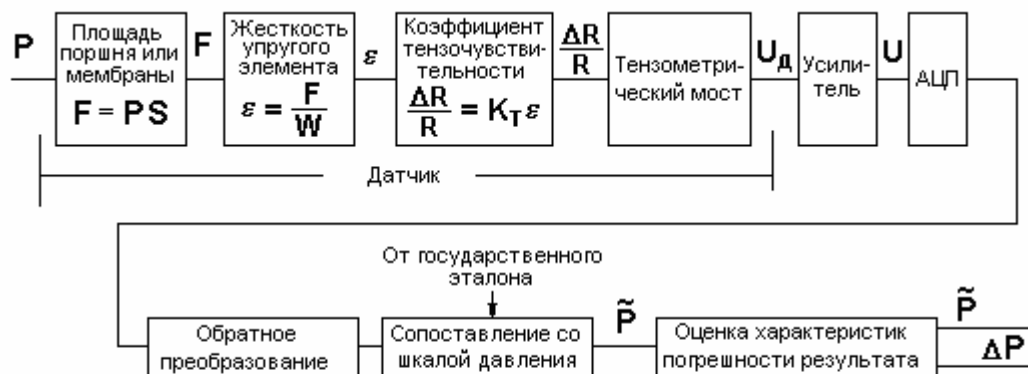 P
Площадь
поршня или
мембраны
F = PS
F
Жесткость
упругого
элемента
ε = F/W
ε
Коэффициент
тензочувстви-
тельности
ΔR/R = Kтε
ΔR/R
Тензометри-
ческий мост
Uд
Усили-
тель
U
АЦП
Датчик
От государственного
эталона
Обратное
преобразование
Сопоставление со
шкалой давления
P̃
Оценка характеристик
погрешности результата
P̃
ΔP